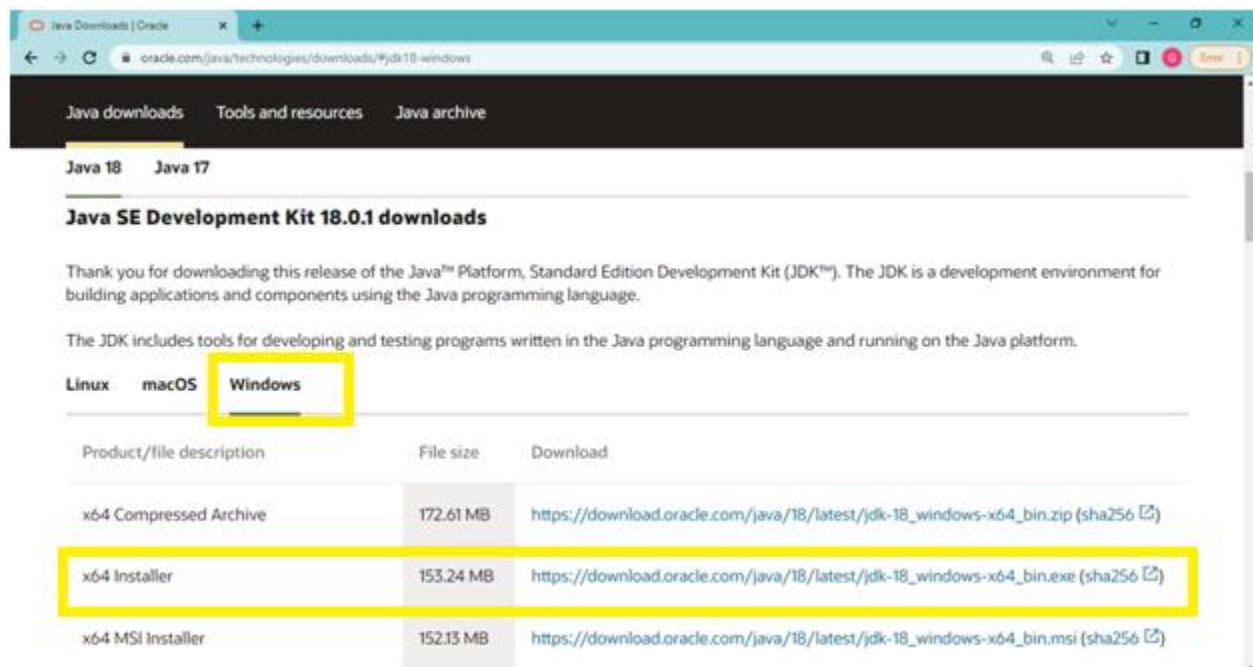 Java Downloads | Oracle
oracle.com/java/technologies/downloads/#jdk18-windows
Error
Java downloads Tools and resources Java archive
Java 18 Java 17
Java SE Development Kit 18.0.1 downloads
Thank you for downloading this release of the Java™ Platform, Standard Edition Development Kit (JDK™). The JDK is a development environment for
building applications and components using the Java programming language.
The JDK includes tools for developing and testing programs written in the Java programming language and running on the Java platform.
Linux macOS Windows
Product/file description File size Download
x64 Compressed Archive 172.61 MB https://download.oracle.com/java/18/latest/jdk-18_windows-x64_bin.zip (sha256)
x64 Installer 153.24 MB https://download.oracle.com/java/18/latest/jdk-18_windows-x64_bin.exe (sha256)
x64 MSI Installer 152.13 MB https://download.oracle.com/java/18/latest/jdk-18_windows-x64_bin.msi (sha256)